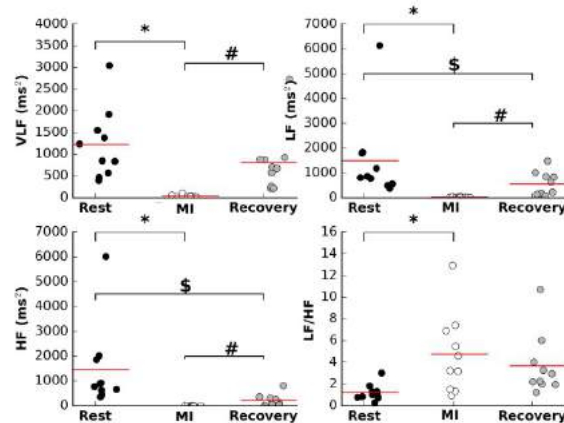 VLF (ms²)
4000
3500
3000
2500
2000
1500
1000
500
0
*
#
Rest
MI
Recovery
LF (ms²)
7000
6000
5000
4000
3000
2000
1000
0
*
$
#
Rest
MI
Recovery
HF (ms²)
7000
6000
5000
4000
3000
2000
1000
0
*
$
#
Rest
MI
Recovery
LF/HF
16
14
12
10
8
6
4
2
0
*
Rest
MI
Recovery